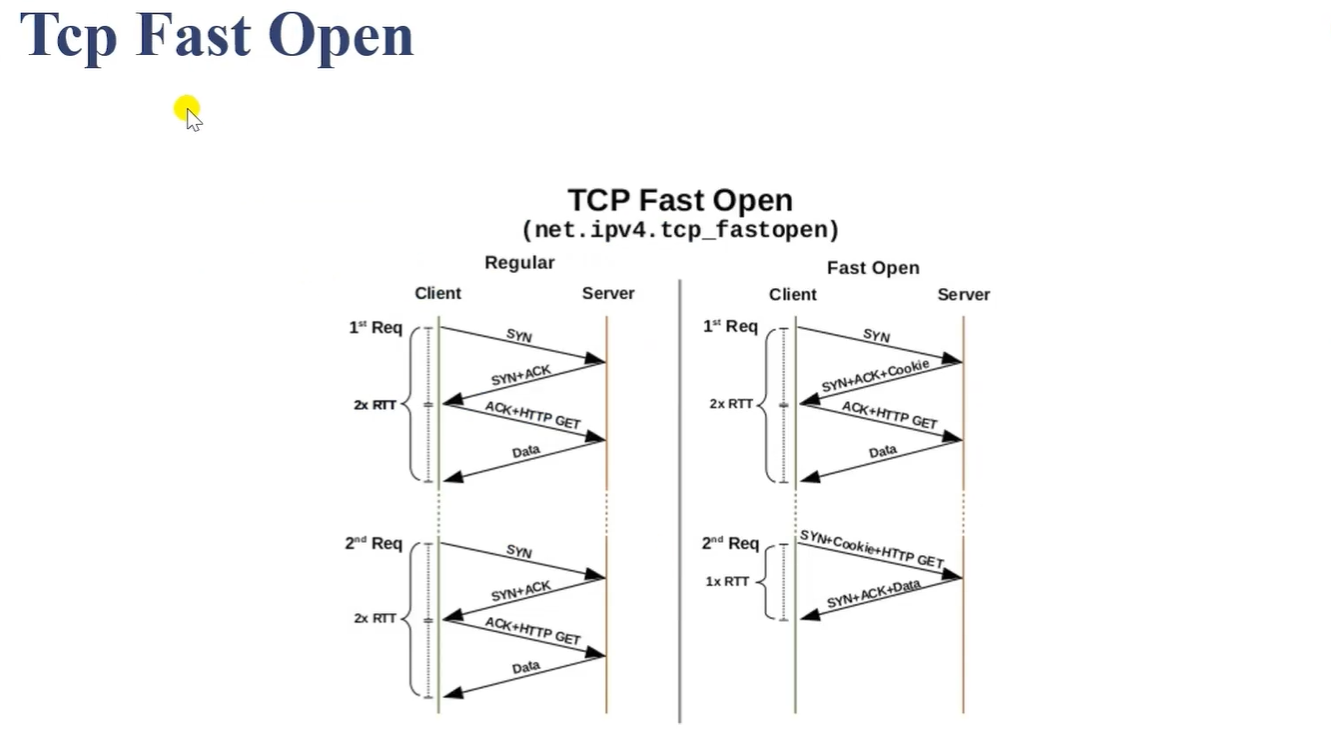 Tcp Fast Open
TCP Fast Open
(net.ipv4.tcp_fastopen)
Regular
Client
Server
1st Req
SYN
SYN+ACK
2x RTT
ACK+HTTP GET
Data
2nd Req
SYN
SYN+ACK
2x RTT
ACK+HTTP GET
Data
Fast Open
Client
Server
1st Req
SYN
SYN+ACK+Cookie
2x RTT
ACK+HTTP GET
Data
2nd Req
SYN+Cookie+HTTP GET
1x RTT
SYN+ACK+Data